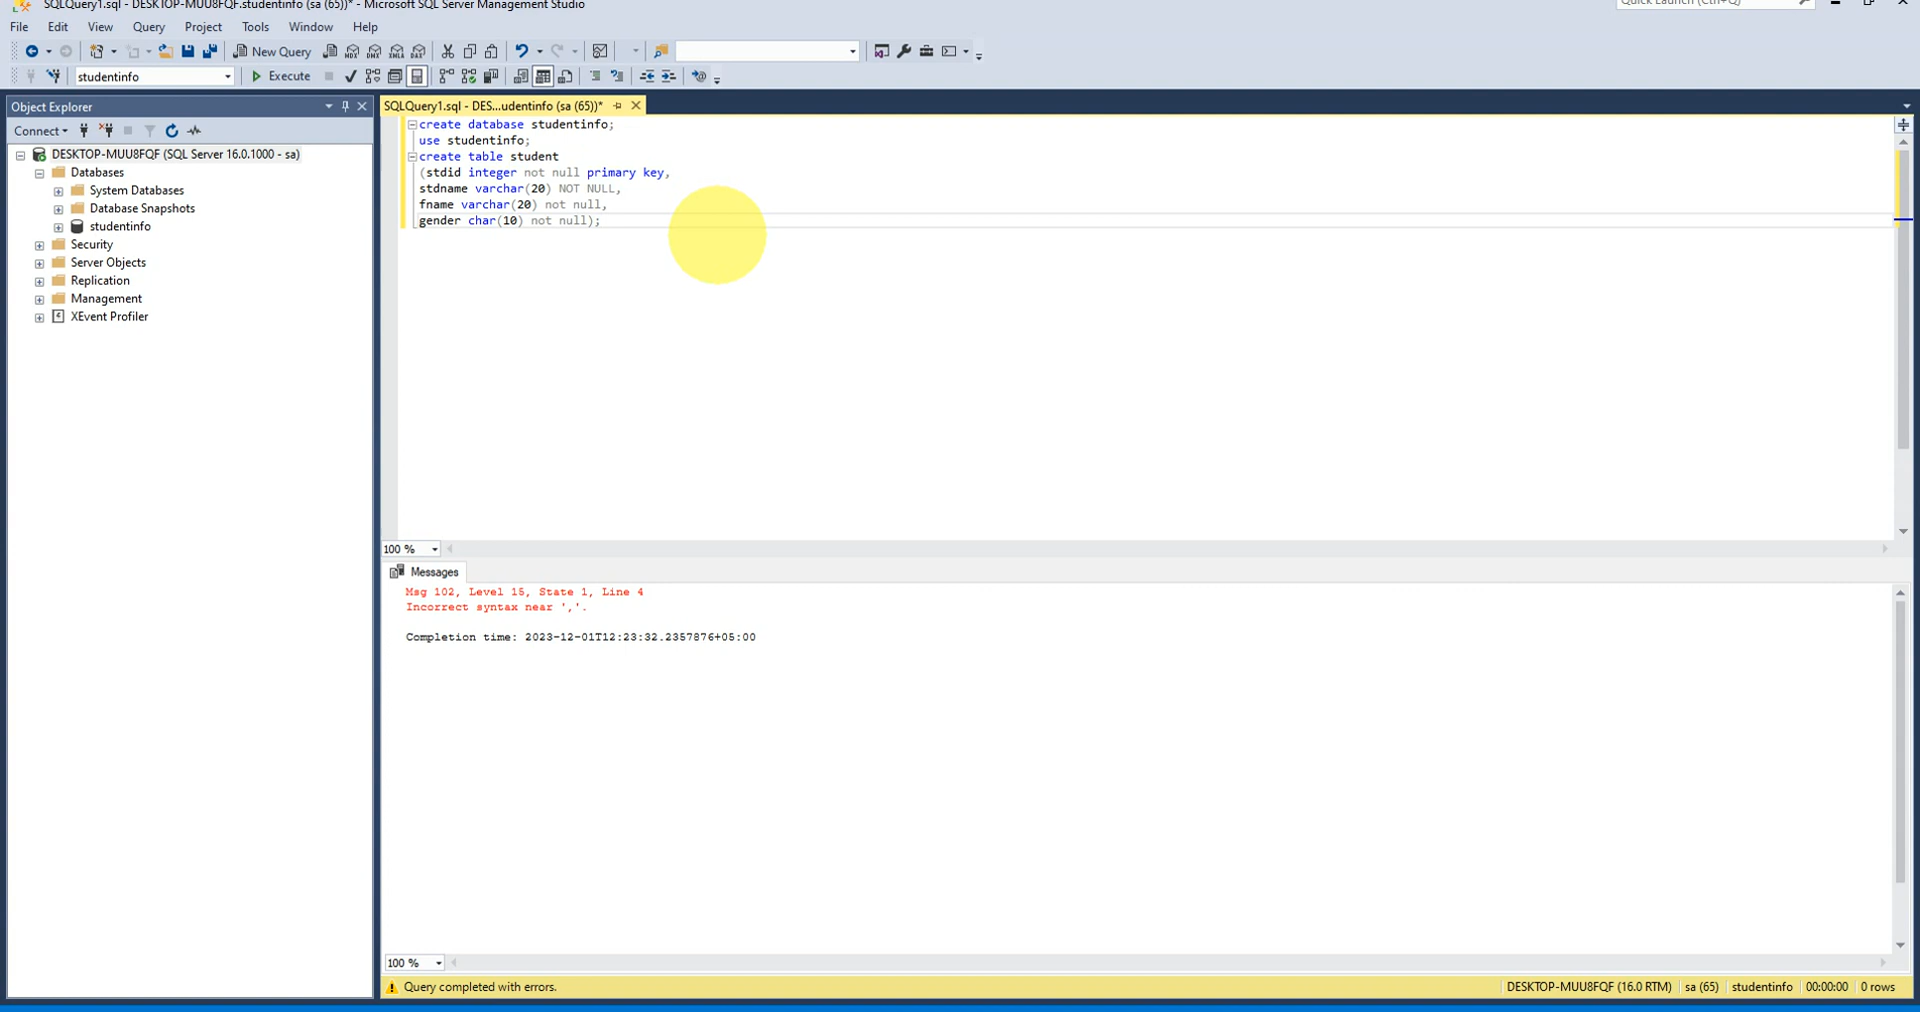 SQLQuery1.sql - DESKTOP-MUU8FQF.studentinfo (sa (65))* - Microsoft SQL Server Management Studio
Quick Launch (Ctrl+Q)
File Edit View Query Project Tools Window Help
New Query
studentinfo
Execute
Object Explorer
SQLQuery1.sql - DES...udentinfo (sa (65))*
Connect
DESKTOP-MUU8FQF (SQL Server 16.0.1000 - sa)
Databases
System Databases
Database Snapshots
studentinfo
Security
Server Objects
Replication
Management
XEvent Profiler
create database studentinfo;
use studentinfo;
create table student
(stdid integer not null primary key,
stdname varchar(20) NOT NULL,
fname varchar(20) not null,
gender char(10) not null);
100 %
Messages
Msg 102, Level 15, State 1, Line 4
Incorrect syntax near ','.
Completion time: 2023-12-01T12:23:32.2357876+05:00
100 %
Query completed with errors.
DESKTOP-MUU8FQF (16.0 RTM) sa (65) studentinfo 00:00:00 0 rows